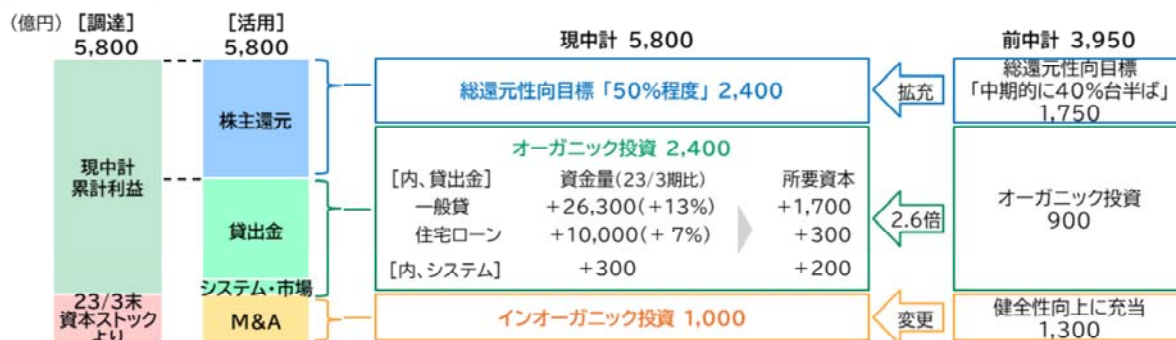 (億円) [調達] [活用]
5,800 5,800
現中計 5,800
前中計 3,950
現中計
累計利益
23/3末
資本ストック
より
株主還元
貸出金
システム・市場
M&A
総還元性向目標「50%程度」 2,400
拡充
総還元性向目標
「中期的に40%台半ば」
1,750
オーガニック投資 2,400
[内、貸出金] 資金量(23/3期比) 所要資本
一般貸 +26,300(+13%) +1,700
住宅ローン +10,000(+ 7%) +300
[内、システム] +300 +200
2.6倍
オーガニック投資
900
インオーガニック投資 1,000
変更
健全性向上に充当
1,300